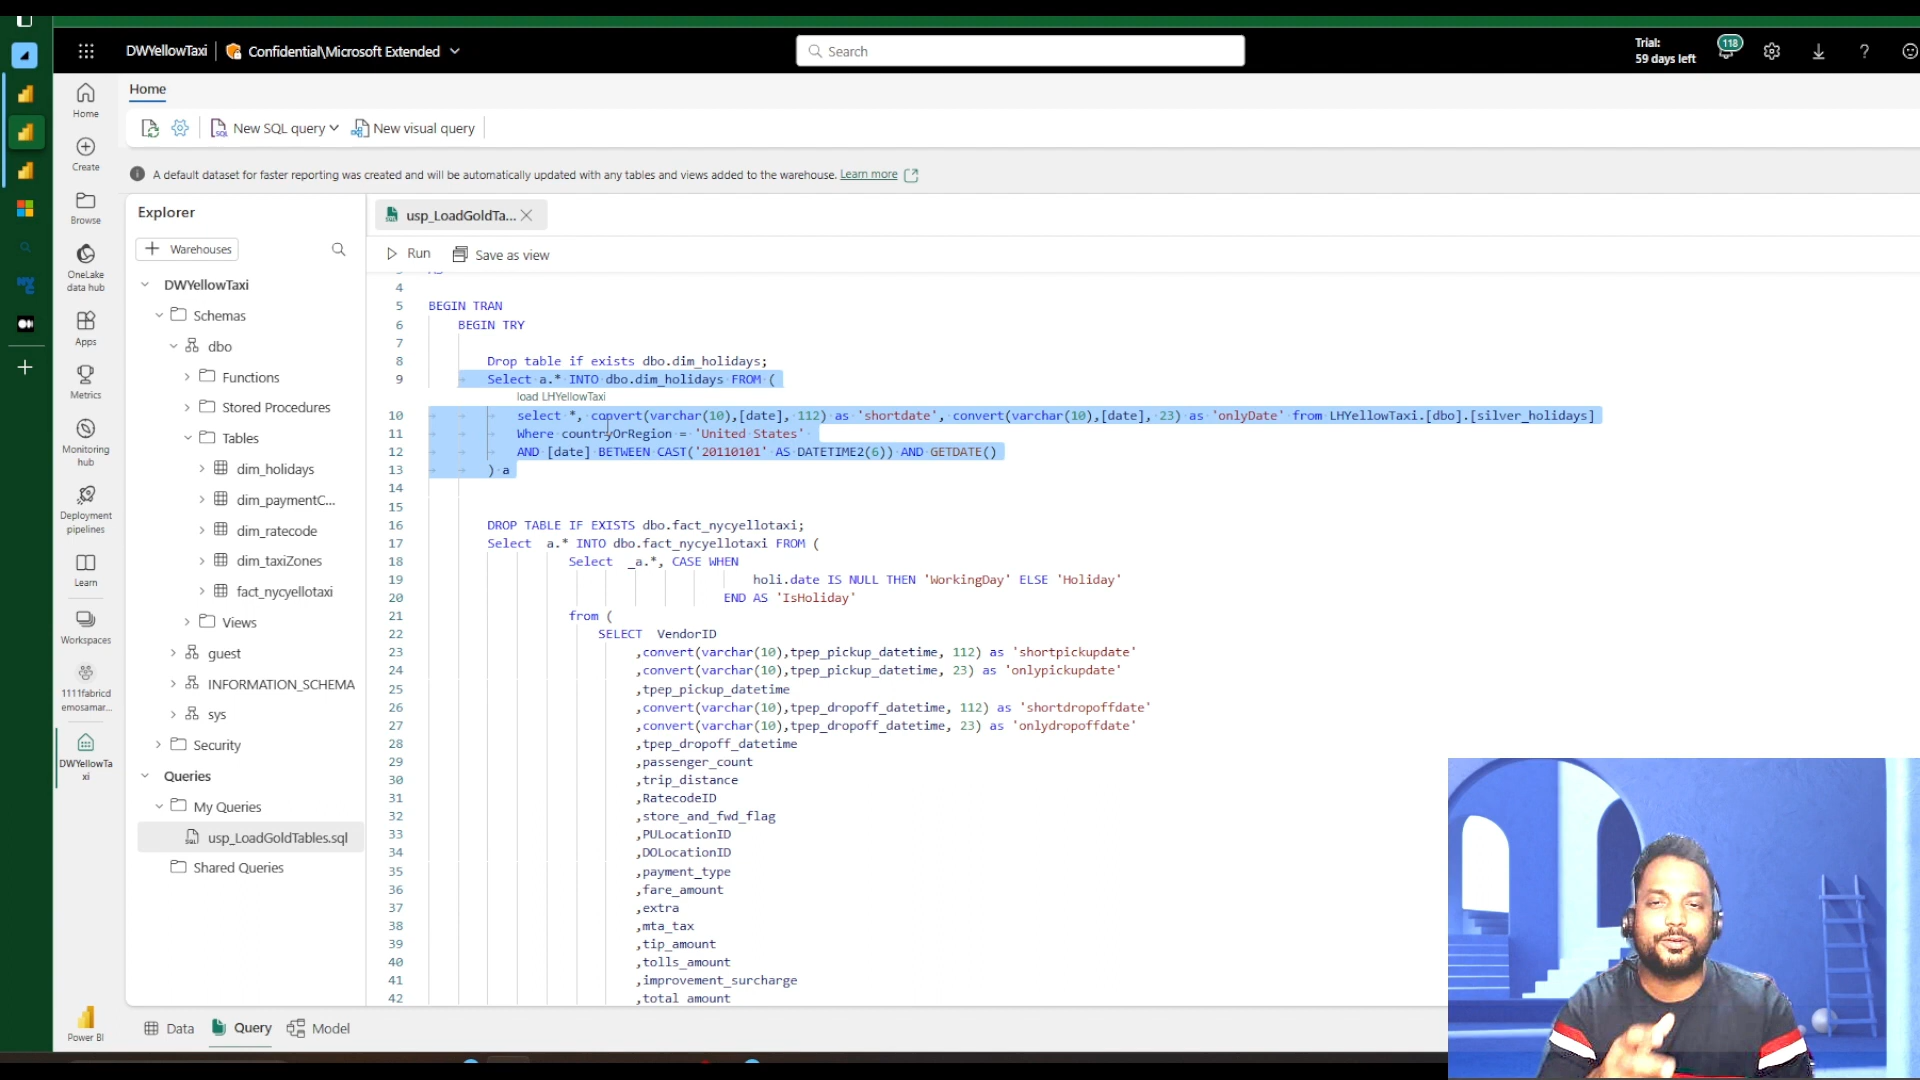 DWYellowTaxi
Confidential\Microsoft Extended
Search
Trial:
59 days left
118
?
Home
Create
Browse
OneLake
data hub
Apps
Metrics
Monitoring
hub
Deployment
pipelines
Learn
Workspaces
1111fabricd
emosamar...
DWYellowTa
xi
Power BI
Home
New SQL query
New visual query
A default dataset for faster reporting was created and will be automatically updated with any tables and views added to the warehouse. Learn more
Explorer
+ Warehouses
DWYellowTaxi
Schemas
dbo
Functions
Stored Procedures
Tables
dim_holidays
dim_paymentC...
dim_ratecode
dim_taxiZones
fact_nycyellotaxi
Views
guest
INFORMATION_SCHEMA
sys
Security
Queries
My Queries
usp_LoadGoldTables.sql
Shared Queries
usp_LoadGoldTa...
Run
Save as view
4
5 BEGIN TRAN
6 BEGIN TRY
7
8 Drop table if exists dbo.dim_holidays;
9 Select a.* INTO dbo.dim_holidays FROM (
load LHYellowTaxi
10 select *, convert(varchar(10),[date], 112) as 'shortdate', convert(varchar(10),[date], 23) as 'onlyDate' from LHYellowTaxi.[dbo].[silver_holidays]
11 Where countryOrRegion = 'United States'
12 AND [date] BETWEEN CAST('20110101' AS DATETIME2(6)) AND GETDATE()
13 ) a
14
15
16 DROP TABLE IF EXISTS dbo.fact_nycyellotaxi;
17 Select a.* INTO dbo.fact_nycyellotaxi FROM (
18 Select _a.*, CASE WHEN
19 holi.date IS NULL THEN 'WorkingDay' ELSE 'Holiday'
20 END AS 'IsHoliday'
21 from (
22 SELECT VendorID
23 ,convert(varchar(10),tpep_pickup_datetime, 112) as 'shortpickupdate'
24 ,convert(varchar(10),tpep_pickup_datetime, 23) as 'onlypickupdate'
25 ,tpep_pickup_datetime
26 ,convert(varchar(10),tpep_dropoff_datetime, 112) as 'shortdropoffdate'
27 ,convert(varchar(10),tpep_dropoff_datetime, 23) as 'onlydropoffdate'
28 ,tpep_dropoff_datetime
29 ,passenger_count
30 ,trip_distance
31 ,RatecodeID
32 ,store_and_fwd_flag
33 ,PULocationID
34 ,DOLocationID
35 ,payment_type
36 ,fare_amount
37 ,extra
38 ,mta_tax
39 ,tip_amount
40 ,tolls_amount
41 ,improvement_surcharge
42 ,total_amount
Data
Query
Model